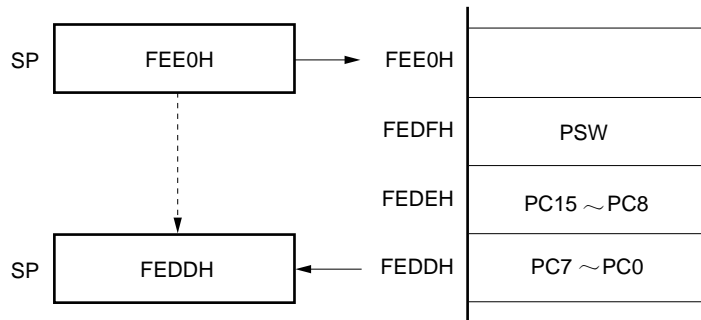 SP FEE0H FEE0H
FEDFH PSW
FEDEH PC15 ～PC8
SP FEDDH FEDDH PC7 ～PC0